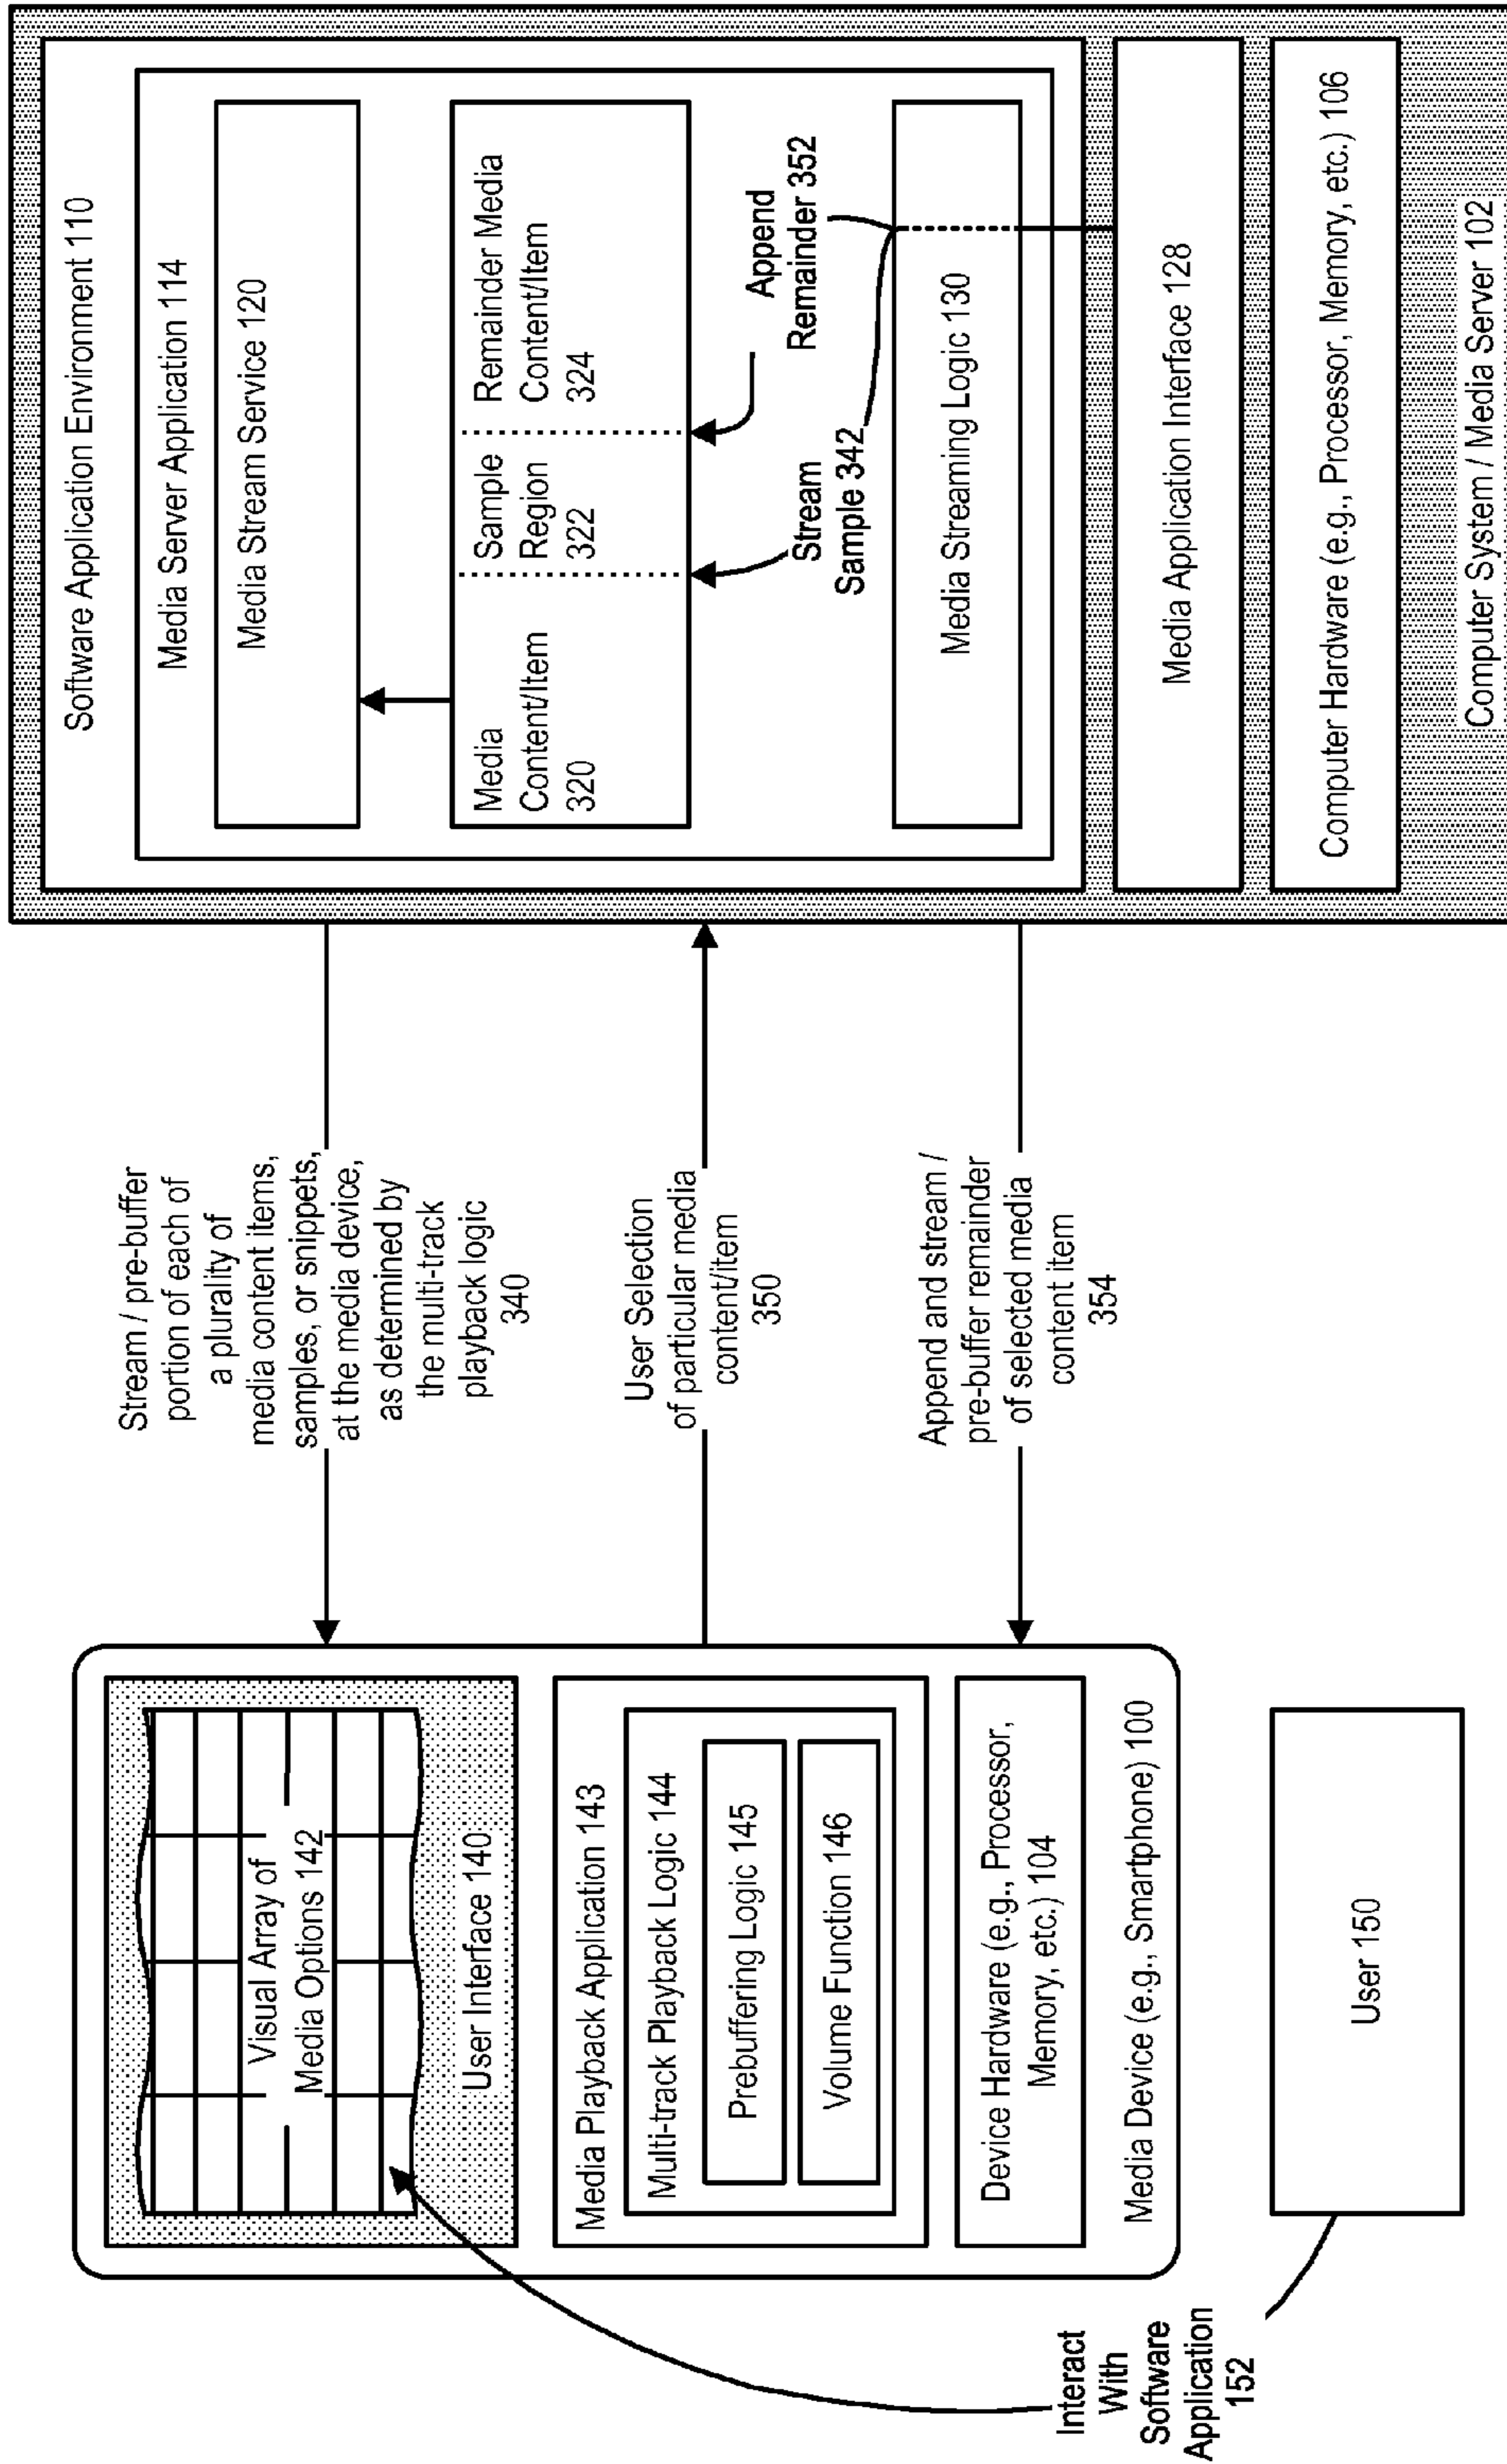 Visual Array of
Media Options 142
User Interface 140
Media Playback Application 143
Multi-track Playback Logic 144
Prebuffering Logic 145
Volume Function 146
Device Hardware (e.g., Processor,
Memory, etc.) 104
Media Device (e.g., Smartphone) 100
User 150
Interact
With
Software
Application
152
Stream / pre-buffer
portion of each of
a plurality of
media content items,
samples, or snippets,
at the media device,
as determined by
the multi-track
playback logic
340
User Selection
of particular media
content/item
350
Append and stream /
pre-buffer remainder
of selected media
content item
354
Software Application Environment 110
Media Server Application 114
Media Stream Service 120
Media
Content/Item
320
Sample
Region
322
Remainder Media
Content/Item
324
Stream
Sample 342
Append
Remainder 352
Media Streaming Logic 130
Media Application Interface 128
Computer Hardware (e.g., Processor, Memory, etc.) 106
Computer System / Media Server 102